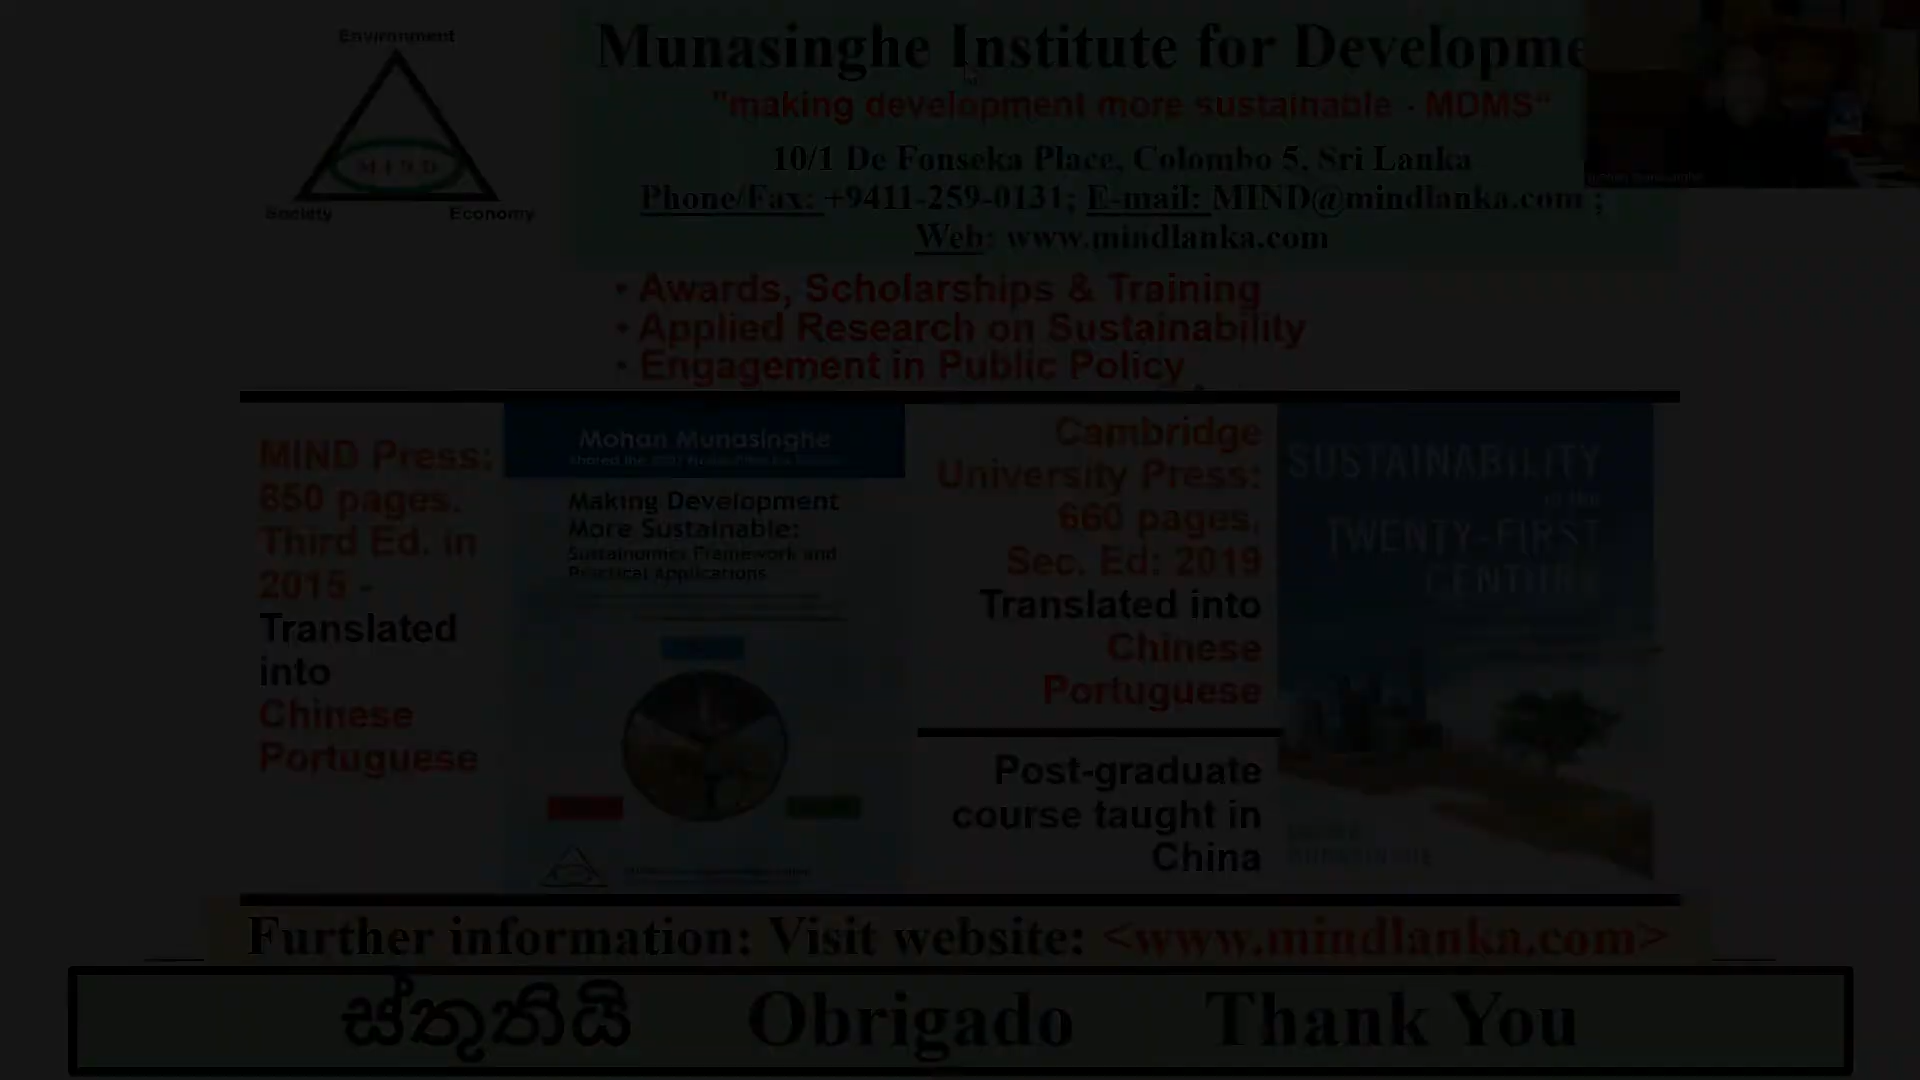 Environment
MIND
Society
Economy
Munasinghe Institute for Developme
"making development more sustainable - MDMS"
10/1 De Fonseka Place, Colombo 5, Sri Lanka
Phone/Fax: +9411-259-0131; E-mail: MIND@mindlanka.com ;
Web: www.mindlanka.com
• Awards, Scholarships & Training
• Applied Research on Sustainability
• Engagement in Public Policy
MIND Press:
650 pages.
Third Ed. in
2015 -
Translated
into
Chinese
Portuguese
Mohan Munasinghe
Making Development
More Sustainable:
Sustainomics Framework and
Practical Applications
Cambridge
University Press:
660 pages.
Sec. Ed: 2019
Translated into
Chinese
Portuguese
Post-graduate
course taught in
China
SUSTAINABILITY
in the
TWENTY-FIRST
CENTURY
MUNASINGHE
Further information: Visit website: <www.mindlanka.com>
ස්තුතියි Obrigado Thank You